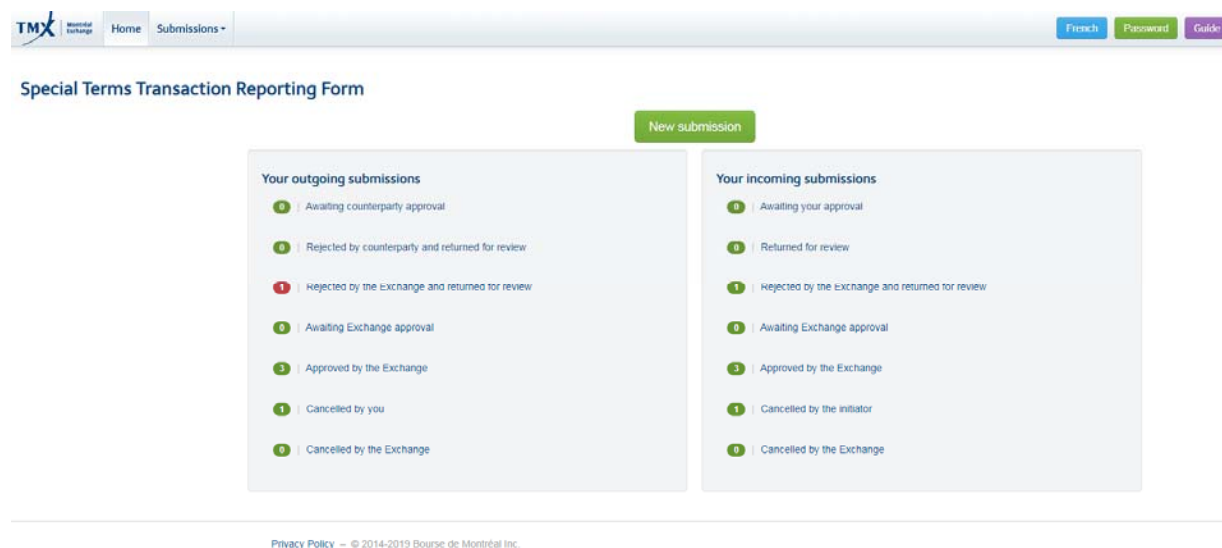 TMX Montréal Exchange Home Submissions French Password Guide
Special Terms Transaction Reporting Form
New submission
Your outgoing submissions
0 | Awaiting counterparty approval
0 | Rejected by counterparty and returned for review
1 | Rejected by the Exchange and returned for review
0 | Awaiting Exchange approval
3 | Approved by the Exchange
1 | Cancelled by you
0 | Cancelled by the Exchange
Your incoming submissions
0 | Awaiting your approval
0 | Returned for review
1 | Rejected by the Exchange and returned for review
0 | Awaiting Exchange approval
3 | Approved by the Exchange
1 | Cancelled by the initiator
0 | Cancelled by the Exchange
Privacy Policy – © 2014-2019 Bourse de Montréal Inc.